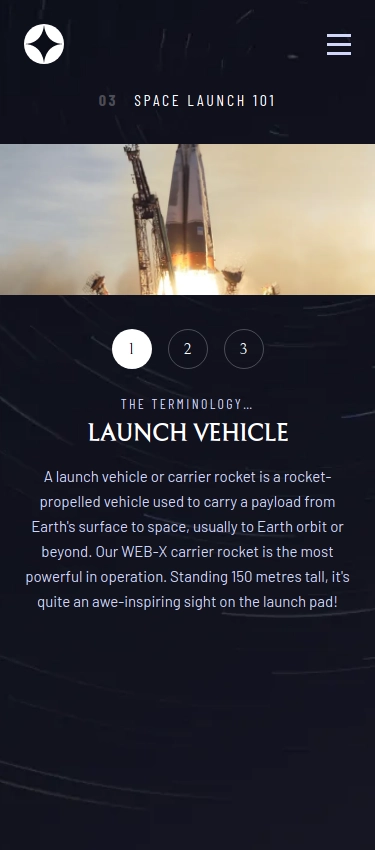 03 SPACE LAUNCH 101
1 2 3
THE TERMINOLOGY...
LAUNCH VEHICLE
A launch vehicle or carrier rocket is a rocket-
propelled vehicle used to carry a payload from
Earth's surface to space, usually to Earth orbit or
beyond. Our WEB-X carrier rocket is the most
powerful in operation. Standing 150 metres tall, it's
quite an awe-inspiring sight on the launch pad!